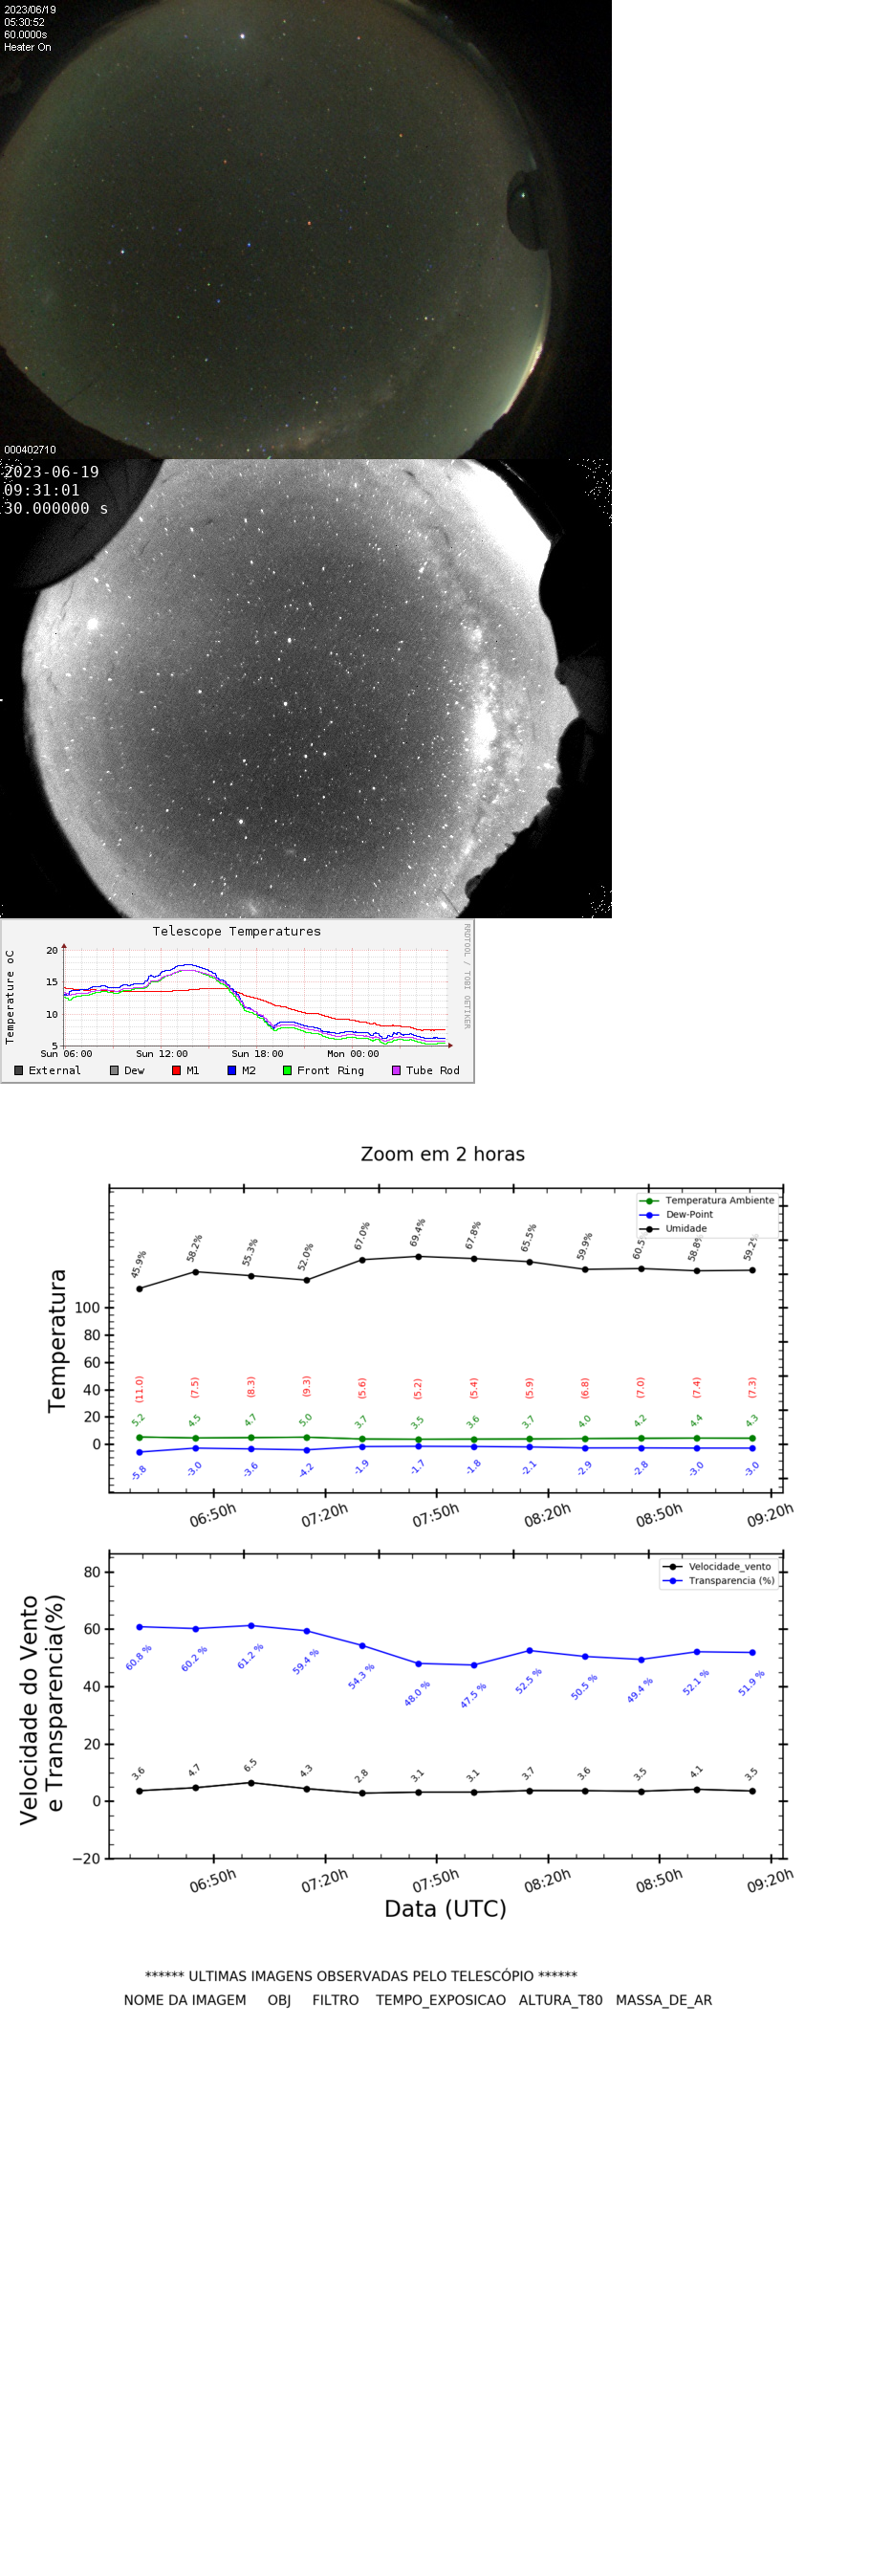 2023/06/19
05:30:52
60.0000s
Heater On
000402710
2023-06-19
09:31:01
30.000000 s
Telescope Temperatures
RRDTOOL / TOBI OETIKER
Temperature oC
20
15
10
5
Sun 06:00 Sun 12:00 Sun 18:00 Mon 00:00
External Dew M1 M2 Front Ring Tube Rod
Zoom em 2 horas
Temperatura Ambiente
Dew-Point
Umidade
45.9% 58.2% 55.3% 52.0% 67.0% 69.4% 67.8% 65.5% 59.9% 58.8% 59.2%
Temperatura
100
80
60
40
20
0
(11.0) (7.5) (8.3) (9.3) (5.6) (5.2) (5.4) (5.9) (6.8) (7.0) (7.4) (7.3)
5.2 4.5 4.7 5.0 3.7 3.5 3.6 3.7 4.0 4.2 4.4 4.3
-5.8 -3.0 -3.6 -4.2 -1.9 -1.7 -1.8 -2.1 -2.9 -2.8 -3.0 -3.0
06:50h 07:20h 07:50h 08:20h 08:50h 09:20h
Velocidade_vento
Transparencia (%)
Velocidade do Vento
e Transparencia(%)
80
60
40
20
0
−20
60.8 % 60.2 % 61.2 % 59.4 % 54.3 % 48.0 % 47.5 % 52.5 % 50.5 % 49.4 % 52.1 % 51.9 %
3.6 4.7 6.5 4.3 2.8 3.1 3.1 3.7 3.6 3.5 4.1 3.5
06:50h 07:20h 07:50h 08:20h 08:50h 09:20h
Data (UTC)
****** ULTIMAS IMAGENS OBSERVADAS PELO TELESCÓPIO ******
NOME DA IMAGEM OBJ FILTRO TEMPO_EXPOSICAO ALTURA_T80 MASSA_DE_AR